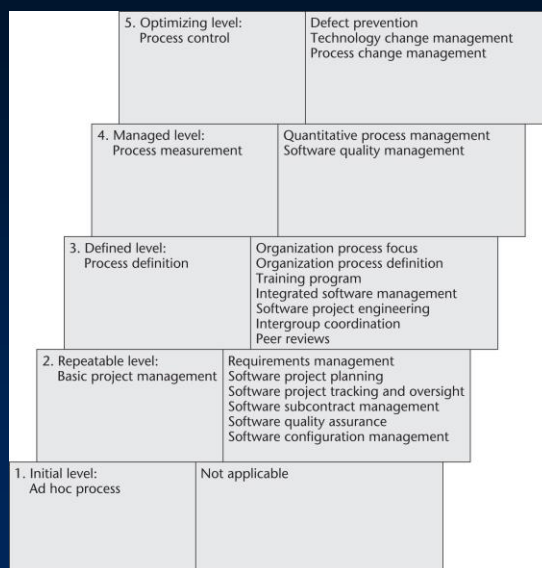 5. Optimizing level:
Process control
Defect prevention
Technology change management
Process change management
4. Managed level:
Process measurement
Quantitative process management
Software quality management
3. Defined level:
Process definition
Organization process focus
Organization process definition
Training program
Integrated software management
Software project engineering
Intergroup coordination
Peer reviews
2. Repeatable level:
Basic project management
Requirements management
Software project planning
Software project tracking and oversight
Software subcontract management
Software quality assurance
Software configuration management
1. Initial level:
Ad hoc process
Not applicable